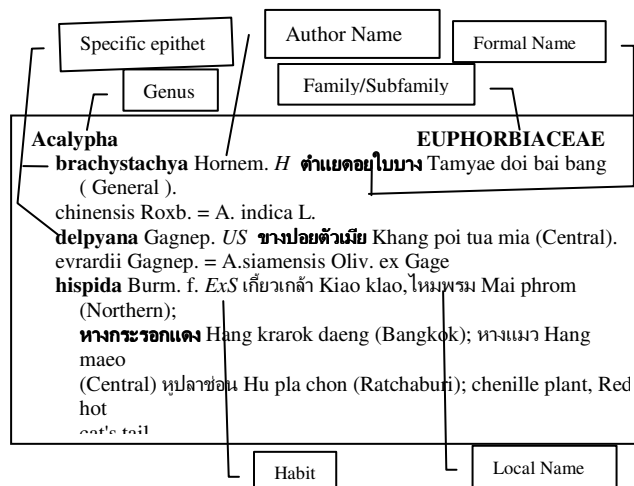 Specific epithet
Author Name
Formal Name
Genus
Family/Subfamily
Acalypha EUPHORBIACEAE
brachystachya Hornem. H ตำแยดอยใบบาง Tamyae doi bai bang
( General ).
chinensis Roxb. = A. indica L.
delpyana Gagnep. US ขางปอยตัวเมีย Khang poi tua mia (Central).
evrardii Gagnep. = A.siamensis Oliv. ex Gage
hispida Burm. f. ExS เกี้ยวเกล้า Kiao klao,ไหมพรม Mai phrom
(Northern);
หางกระรอกแดง Hang krarok daeng (Bangkok); หางแมว Hang
maeo
(Central) หูปลาช่อน Hu pla chon (Ratchaburi); chenille plant, Red
hot
cat's tail
Habit
Local Name